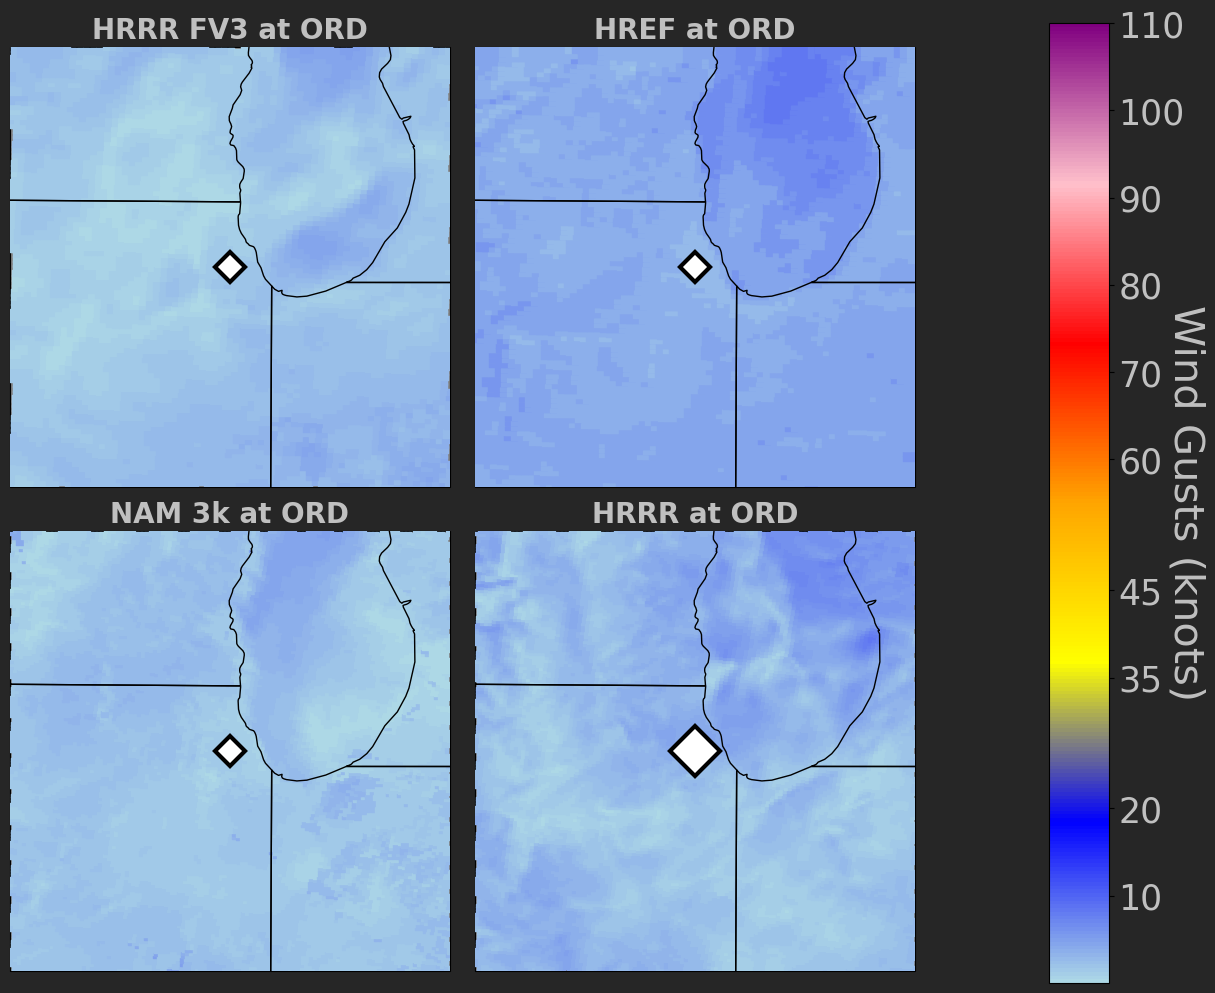 HRRR FV3 at ORD
HREF at ORD
NAM 3k at ORD
HRRR at ORD
110
100
90
80
70
60
45
35
20
10
Wind Gusts (knots)